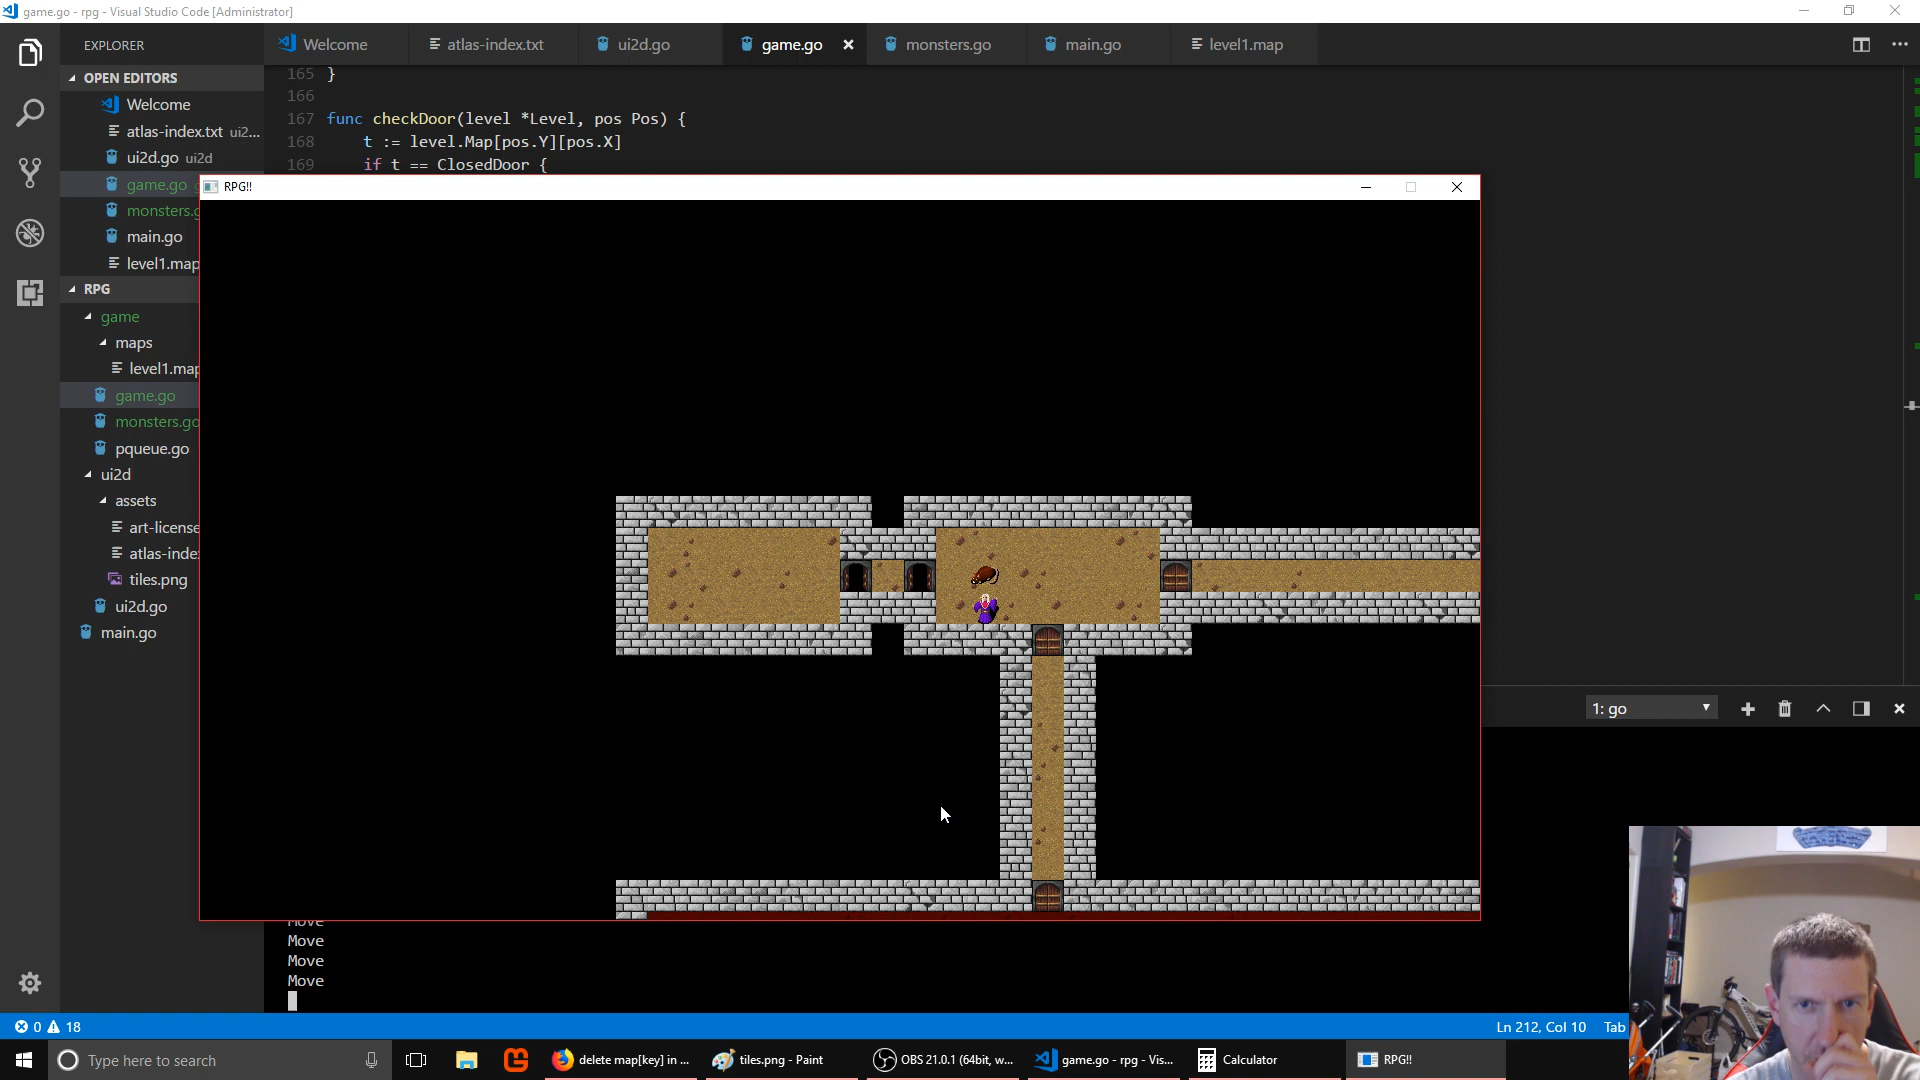 game.go - rpg - Visual Studio Code [Administrator]
EXPLORER
OPEN EDITORS
Welcome
atlas-index.txt ui2...
ui2d.go ui2d
game.go
monsters.g
main.go
level1.map
RPG
game
maps
level1.map
game.go
monsters.go
pqueue.go
ui2d
assets
art-license
atlas-inde
tiles.png
ui2d.go
main.go
Welcome
atlas-index.txt
ui2d.go
game.go
monsters.go
main.go
level1.map
165 }
166
167 func checkDoor(level *Level, pos Pos) {
168 t := level.Map[pos.Y][pos.X]
169 if t == ClosedDoor {
RPG!!
1: go
Move
Move
Move
Move
0 18
Ln 212, Col 10 Tab
Type here to search
delete map[key] in ...
tiles.png - Paint
OBS 21.0.1 (64bit, w...
game.go - rpg - Vis...
Calculator
RPG!!